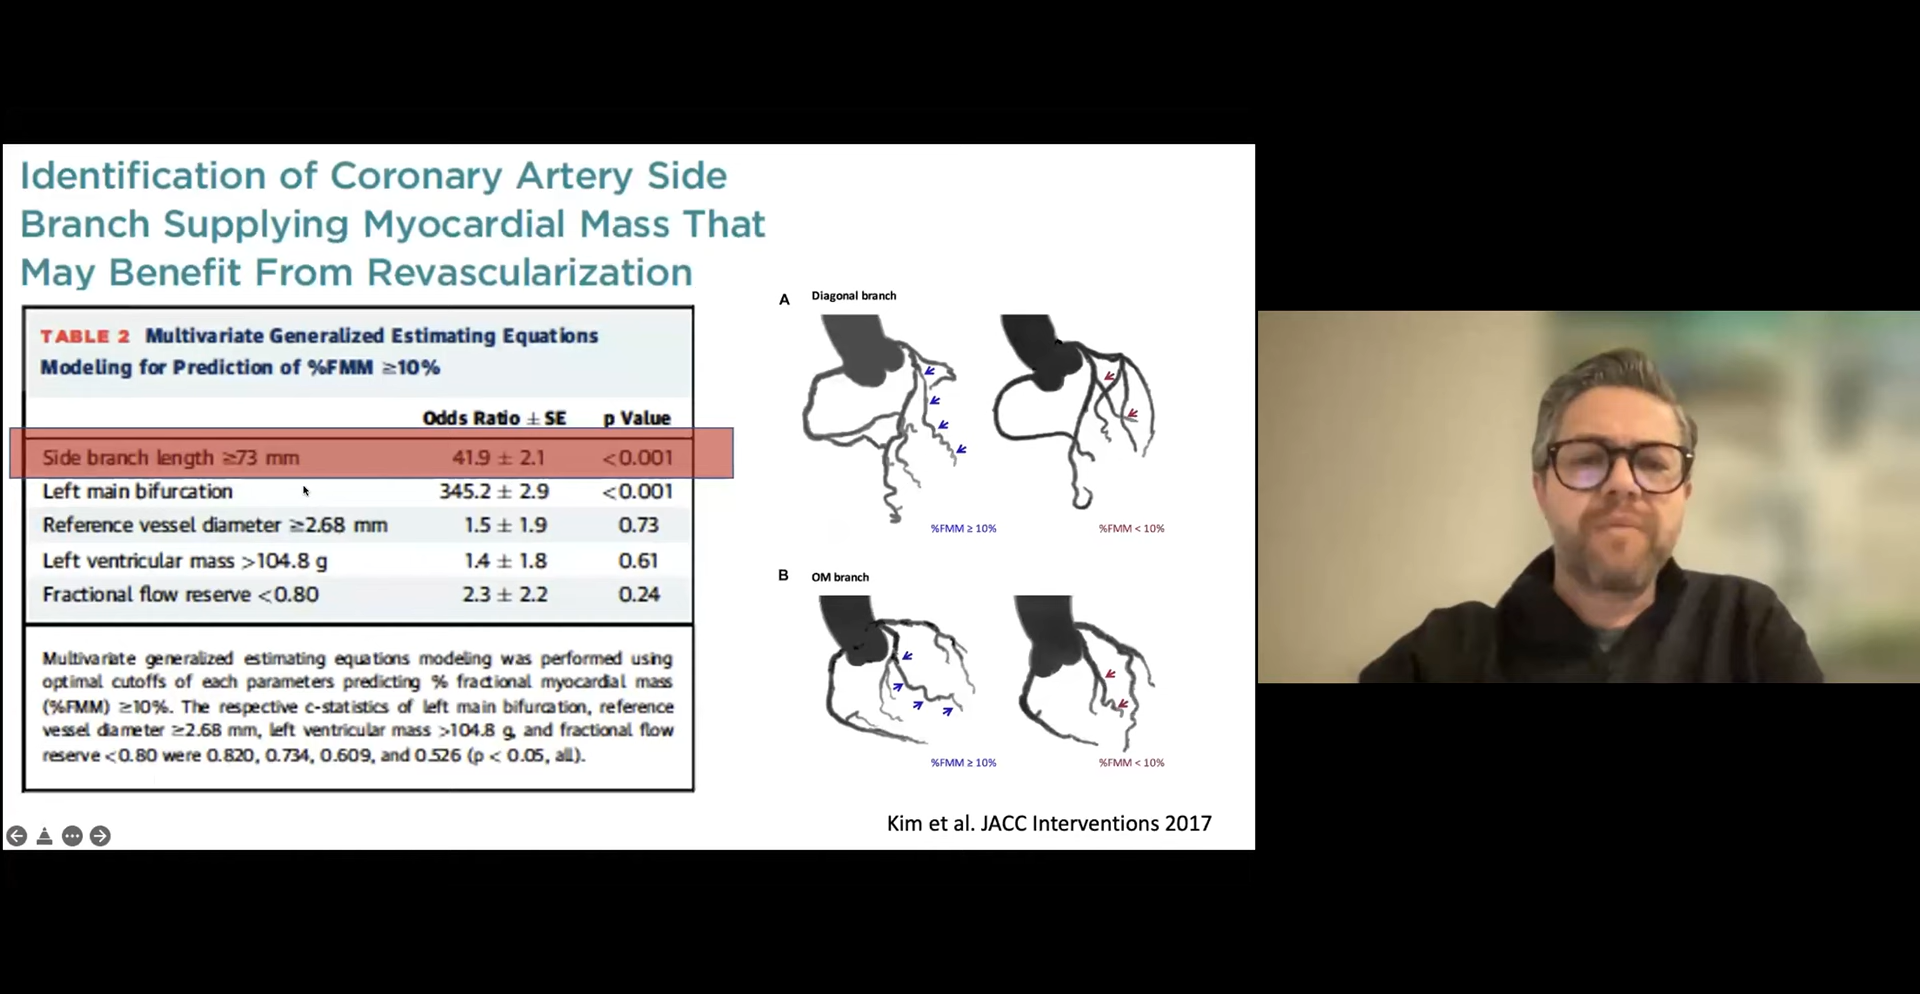 Identification of Coronary Artery Side
Branch Supplying Myocardial Mass That
May Benefit From Revascularization
TABLE 2 Multivariate Generalized Estimating Equations
Modeling for Prediction of %FMM ≥10%
Odds Ratio ± SE p Value
Side branch length ≥73 mm 41.9 ± 2.1 <0.001
Left main bifurcation 345.2 ± 2.9 <0.001
Reference vessel diameter ≥2.68 mm 1.5 ± 1.9 0.73
Left ventricular mass >104.8 g 1.4 ± 1.8 0.61
Fractional flow reserve <0.80 2.3 ± 2.2 0.24
Multivariate generalized estimating equations modeling was performed using
optimal cutoffs of each parameters predicting % fractional myocardial mass
(%FMM) ≥10%. The respective c-statistics of left main bifurcation, reference
vessel diameter ≥2.68 mm, left ventricular mass >104.8 g, and fractional flow
reserve <0.80 were 0.820, 0.734, 0.609, and 0.526 (p < 0.05, all).
A Diagonal branch
%FMM ≥ 10% %FMM < 10%
B OM branch
%FMM ≥ 10% %FMM < 10%
Kim et al. JACC Interventions 2017